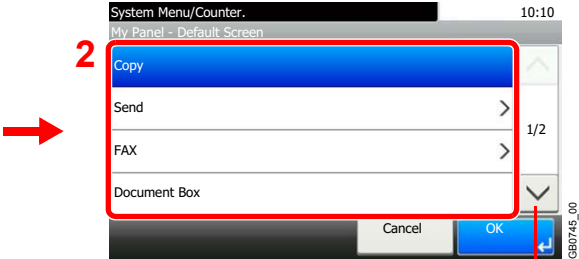 System Menu/Counter. 10:10
My Panel - Default Screen
2
Copy
Send
1/2
FAX
Document Box
Cancel OK
GB0745_00